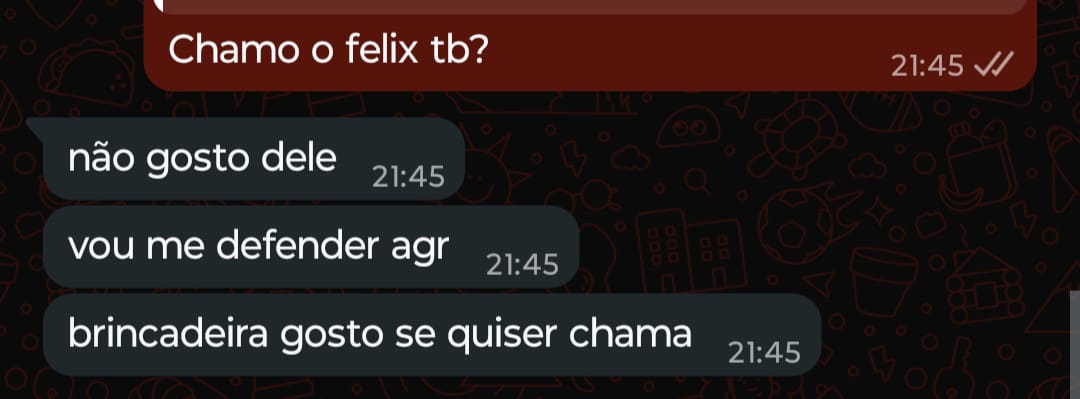 Chamo o felix tb?
21:45
não gosto dele
21:45
vou me defender agr
21:45
brincadeira gosto se quiser chama
21:45